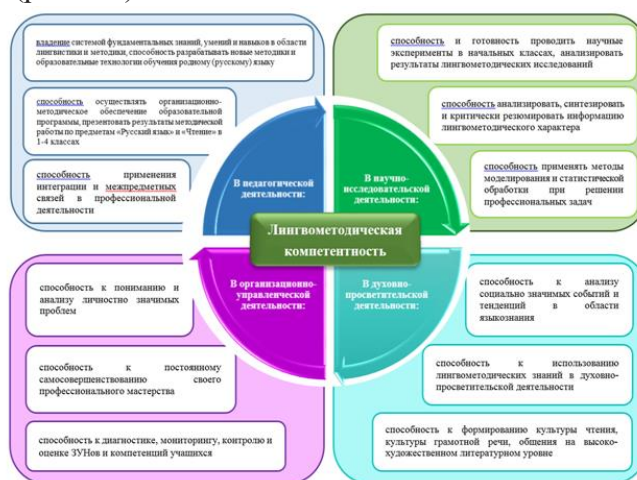 владение системой фундаментальных знаний, умений и навыков в области
лингвистики и методики, способность разрабатывать новые методики и
образовательные технологии обучения родному (русскому) языку
способность осуществлять организационно-
методическое обеспечение образовательной
программы, презентовать результаты методической
работы по предметам «Русский язык» и «Чтение» в
1-4 классах
способность применения
интеграции и межпредметных
связей в профессиональной
деятельности
способность и готовность проводить научные
эксперименты в начальных классах, анализировать
результаты лингвометодических исследований
способность анализировать, синтезировать
и критически резюмировать информацию
лингвометодического характера
способность применять методы
моделирования и статистической
обработки при решении
профессиональных задач
В педагогической
деятельности:
В научно-
исследовательской
деятельности:
Лингвометодическая
компетентность
В организационно-
управленческой
деятельности:
В духовно-
просветительской
деятельности:
способность к пониманию и
анализу личностно значимых
проблем
способность к постоянному
самосовершенствованию своего
профессионального мастерства
способность к диагностике, мониторингу, контролю и
оценке ЗУНов и компетенций учащихся
способность к анализу
социально значимых событий и
тенденций в области
языкознания
способность к использованию
лингвометодических знаний в духовно-
просветительской деятельности
способность к формированию культуры чтения,
культуры грамотной речи, общения на высоко-
художественном литературном уровне